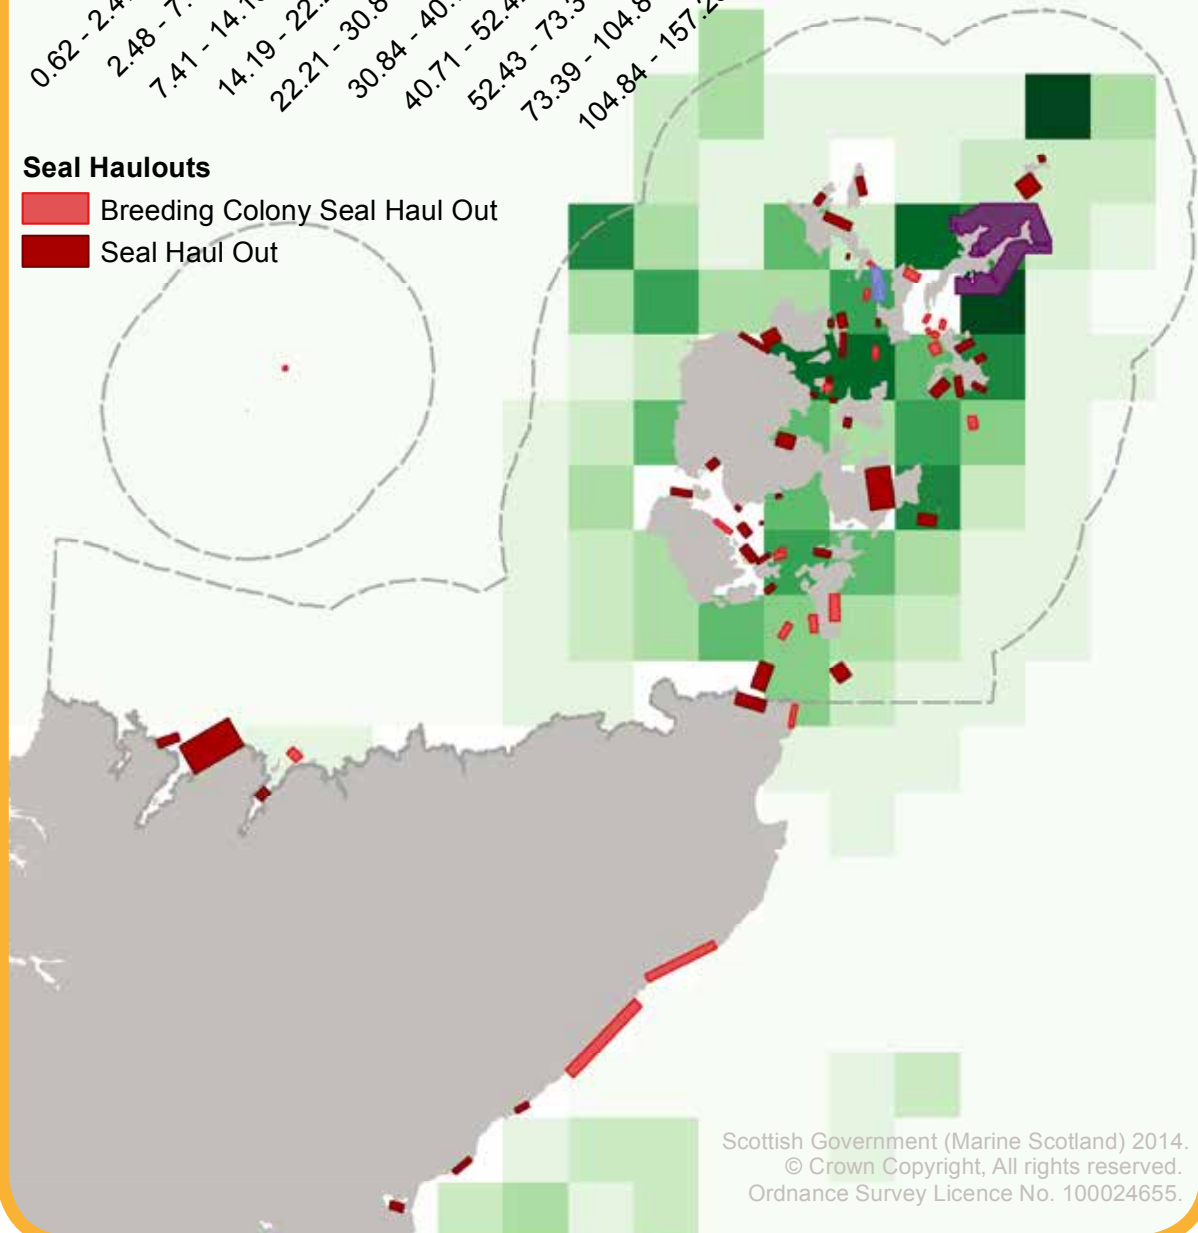 0.62 - 2.4
2.48 - 7.
7.41 - 14.1
14.19 - 22.
22.21 - 30.8
30.84 - 40.
40.71 - 52.4
52.43 - 73.3
73.39 - 104.8
104.84 - 157.2
Seal Haulouts
Breeding Colony Seal Haul Out
Seal Haul Out
Scottish Government (Marine Scotland) 2014.
© Crown Copyright, All rights reserved.
Ordnance Survey Licence No. 100024655.